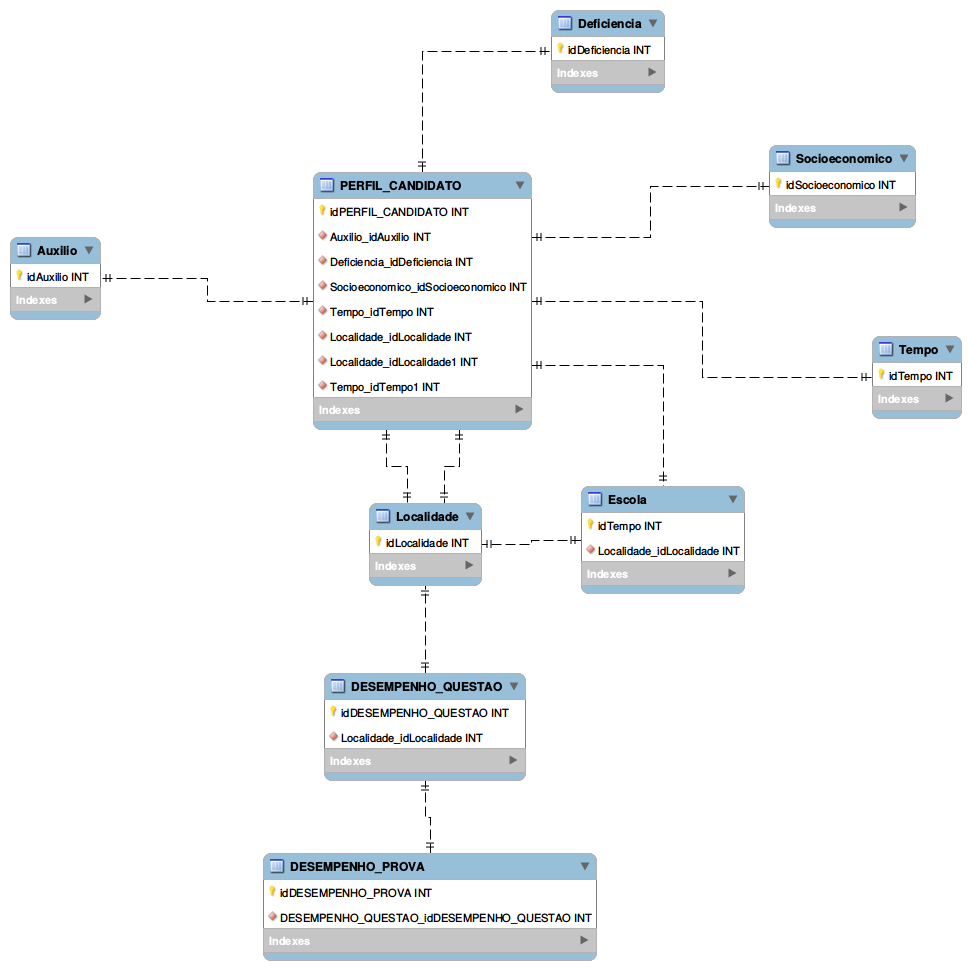 Deficiencia
idDeficiencia INT
Indexes
Socioeconomico
idSocioeconomico INT
Indexes
PERFIL_CANDIDATO
idPERFIL_CANDIDATO INT
Auxilio_idAuxilio INT
Deficiencia_idDeficiencia INT
Socioeconomico_idSocioeconomico INT
Tempo_idTempo INT
Localidade_idLocalidade INT
Localidade_idLocalidade1 INT
Tempo_idTempo1 INT
Indexes
Auxilio
idAuxilio INT
Indexes
Tempo
idTempo INT
Indexes
Localidade
idLocalidade INT
Indexes
Escola
idTempo INT
Localidade_idLocalidade INT
Indexes
DESEMPENHO_QUESTAO
idDESEMPENHO_QUESTAO INT
Localidade_idLocalidade INT
Indexes
DESEMPENHO_PROVA
idDESEMPENHO_PROVA INT
DESEMPENHO_QUESTAO_idDESEMPENHO_QUESTAO INT
Indexes